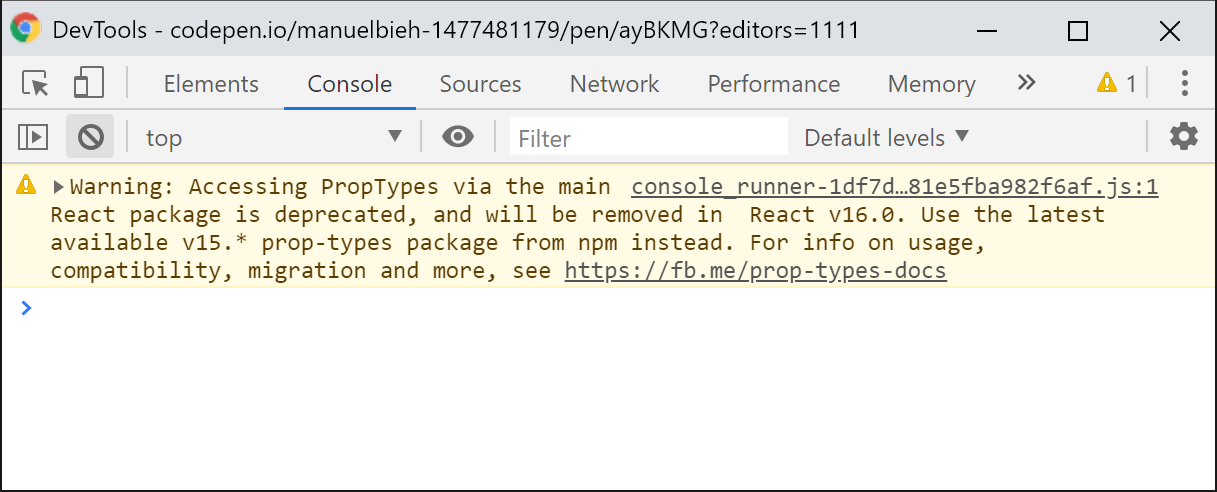 DevTools - codepen.io/manuelbieh-1477481179/pen/ayBKMG?editors=1111
Elements Console Sources Network Performance Memory » 1
top Filter Default levels
Warning: Accessing PropTypes via the main console_runner-1df7d…81e5fba982f6af.js:1
React package is deprecated, and will be removed in  React v16.0. Use the latest
available v15.* prop-types package from npm instead. For info on usage,
compatibility, migration and more, see https://fb.me/prop-types-docs